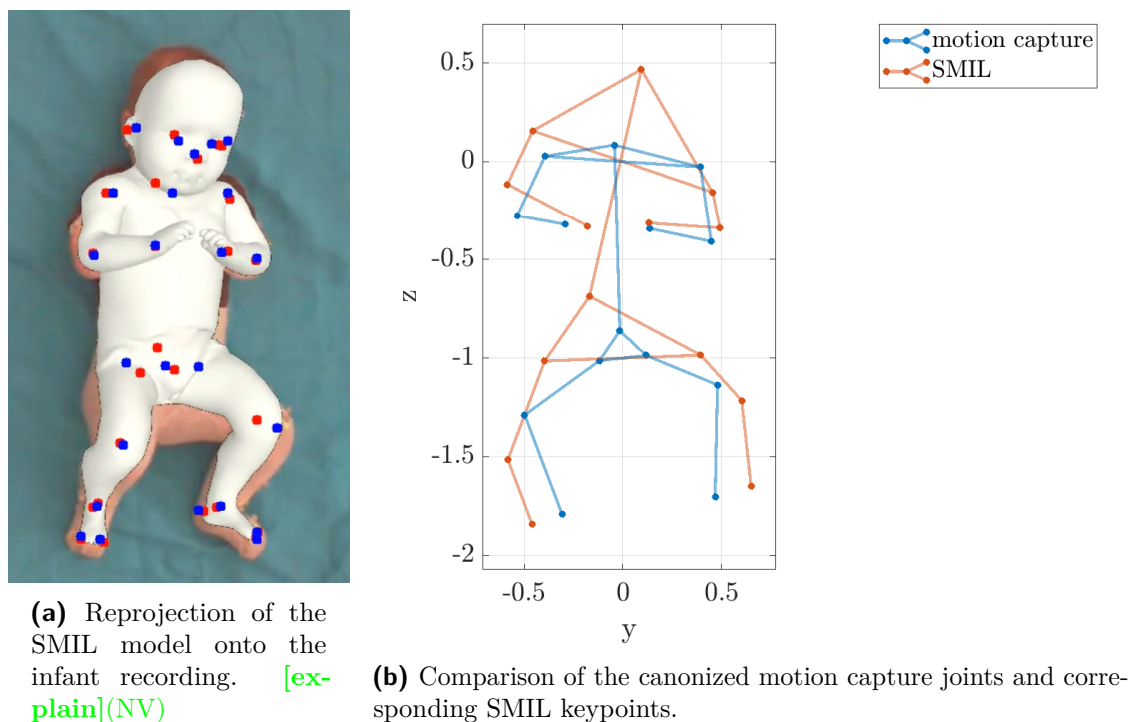 0.5
0
-0.5
-1
-1.5
-2
z
-0.5 0 0.5
y
motion capture
SMIL
(a) Reprojection of the
SMIL model onto the
infant recording. [ex-
plain](NV)
(b) Comparison of the canonized motion capture joints and corre-
sponding SMIL keypoints.